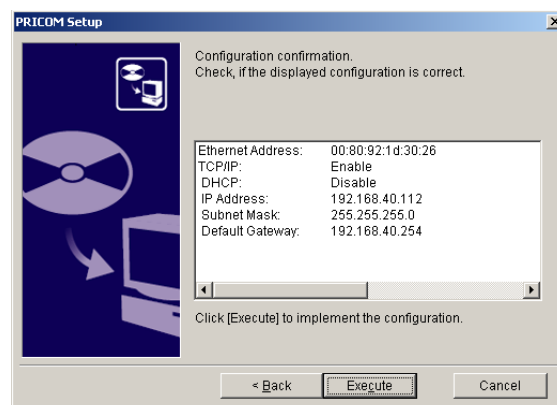 PRICOM Setup
Configuration confirmation.
Check, if the displayed configuration is correct.
Ethernet Address: 00:80:92:1d:30:26
TCP/IP: Enable
DHCP: Disable
IP Address: 192.168.40.112
Subnet Mask: 255.255.255.0
Default Gateway: 192.168.40.254
Click [Execute] to implement the configuration.
< Back Execute Cancel